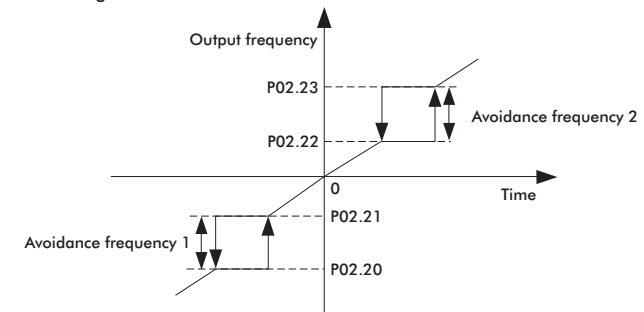 Output frequency
P02.23
Avoidance frequency 2
P02.22
0
Time
P02.21
Avoidance frequency 1
P02.20